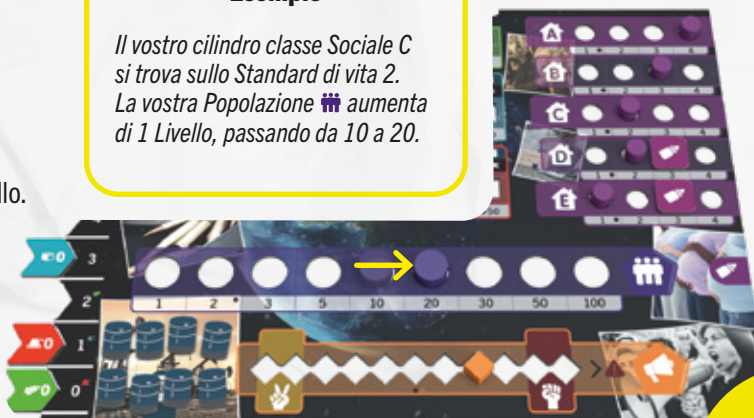 Il vostro cilindro classe Sociale C
si trova sullo Standard di vita 2.
La vostra Popolazione aumenta
di 1 Livello, passando da 10 a 20.
llo.
A
B
C
D
E
1 2 3 5 10 20 30 50 100
0 3
2
0 1
0 0